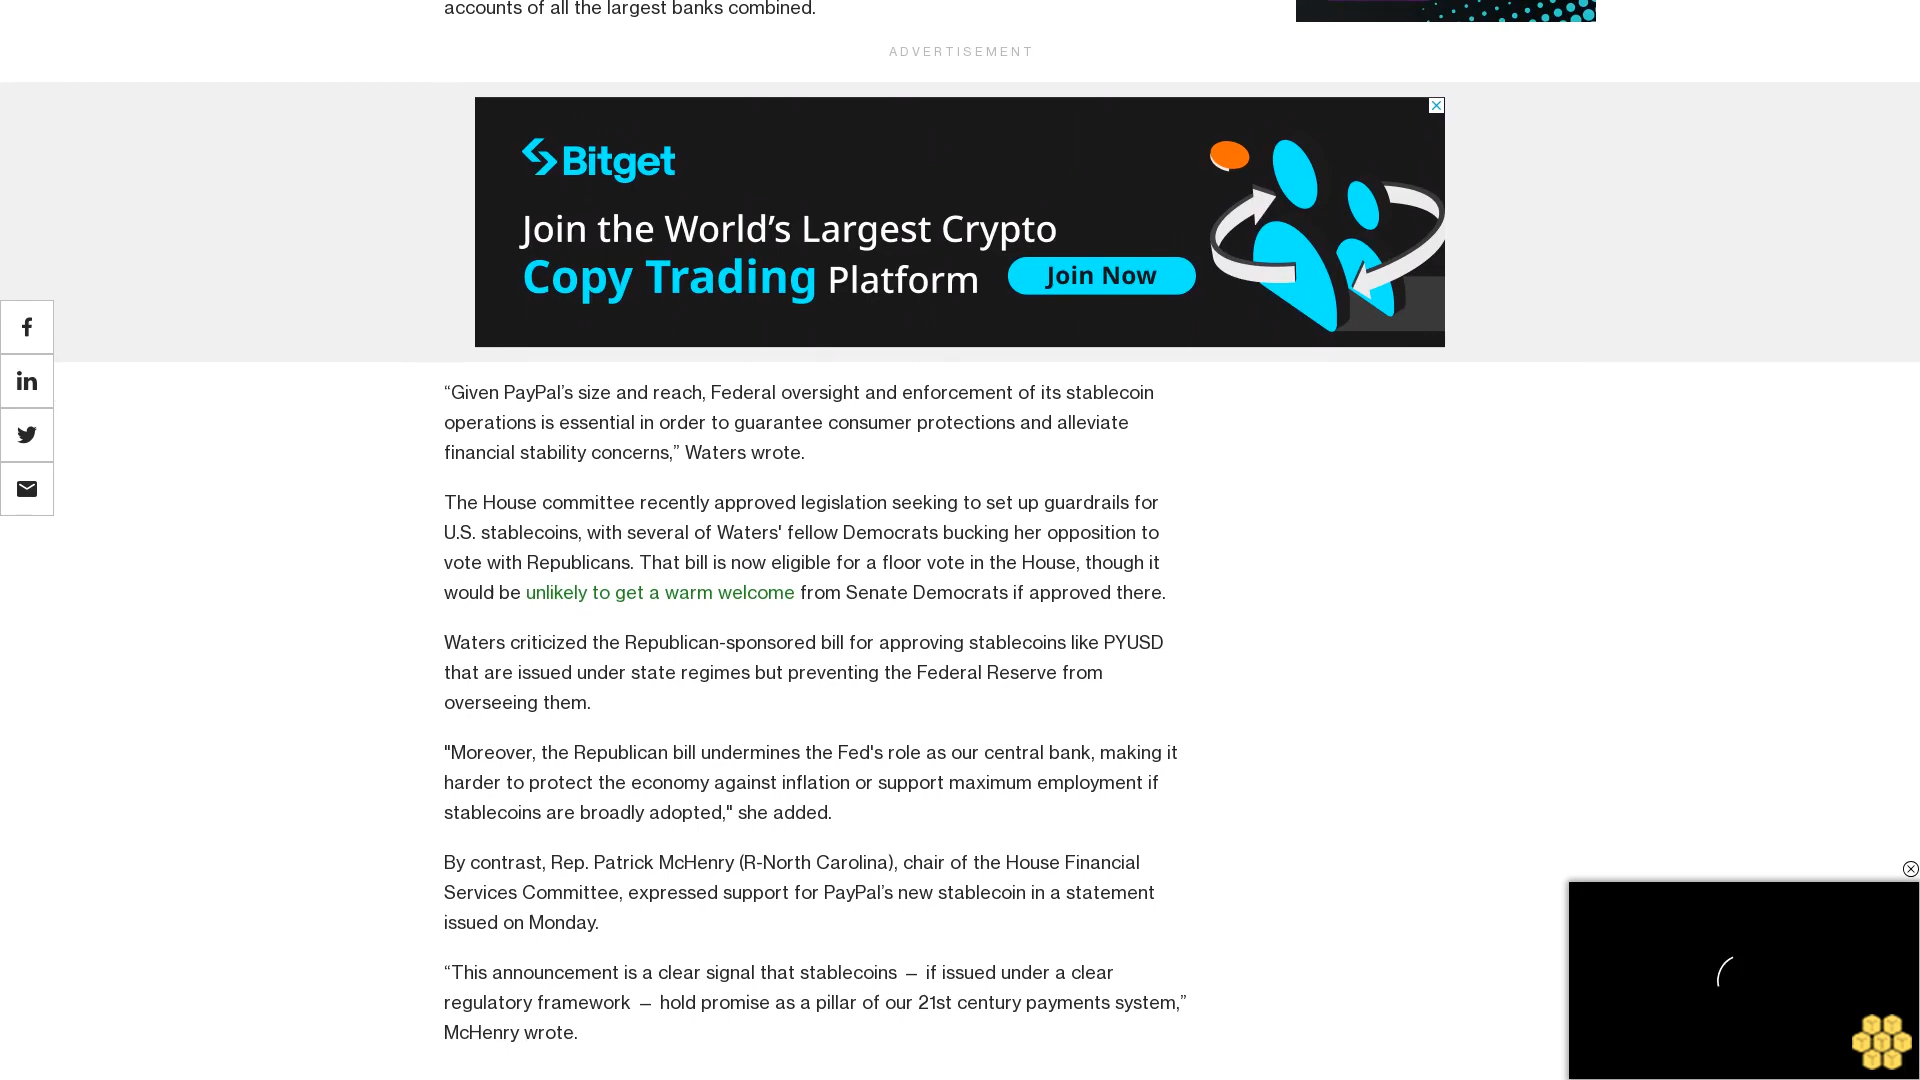 accounts of all the largest banks combined.
ADVERTISEMENT
Bitget
Join the World’s Largest Crypto
Copy Trading Platform
Join Now
“Given PayPal’s size and reach, Federal oversight and enforcement of its stablecoin
operations is essential in order to guarantee consumer protections and alleviate
financial stability concerns,” Waters wrote.
The House committee recently approved legislation seeking to set up guardrails for
U.S. stablecoins, with several of Waters' fellow Democrats bucking her opposition to
vote with Republicans. That bill is now eligible for a floor vote in the House, though it
would be unlikely to get a warm welcome from Senate Democrats if approved there.
Waters criticized the Republican-sponsored bill for approving stablecoins like PYUSD
that are issued under state regimes but preventing the Federal Reserve from
overseeing them.
"Moreover, the Republican bill undermines the Fed's role as our central bank, making it
harder to protect the economy against inflation or support maximum employment if
stablecoins are broadly adopted," she added.
By contrast, Rep. Patrick McHenry (R-North Carolina), chair of the House Financial
Services Committee, expressed support for PayPal’s new stablecoin in a statement
issued on Monday.
“This announcement is a clear signal that stablecoins — if issued under a clear
regulatory framework — hold promise as a pillar of our 21st century payments system,”
McHenry wrote.